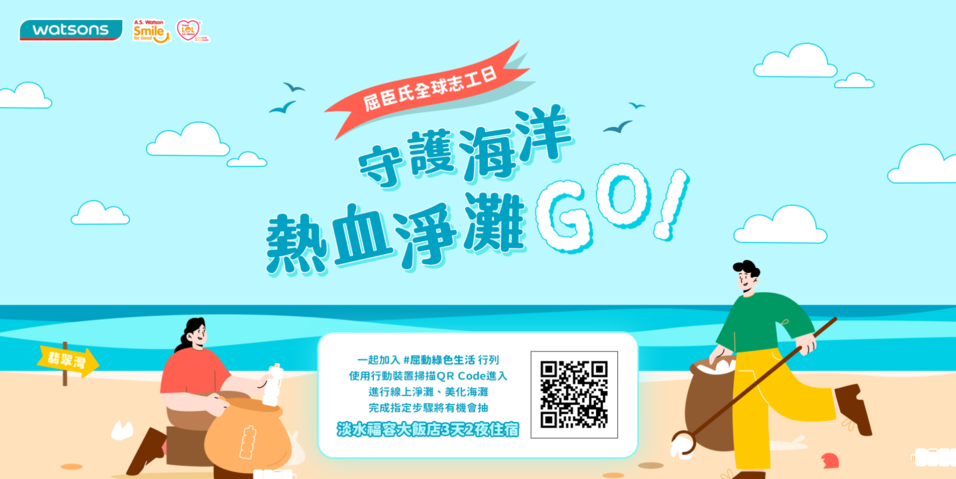 watsons
A.S. Watson
Smile
for Good
屈臣氏全球志工日
守護海洋
熱血淨灘GO!
翡翠灣
一起加入 #屈動綠色生活 行列
使用行動裝置掃描QR Code進入
進行線上淨灘、美化海灘
完成指定步驟將有機會抽
淡水福容大飯店3天2夜住宿